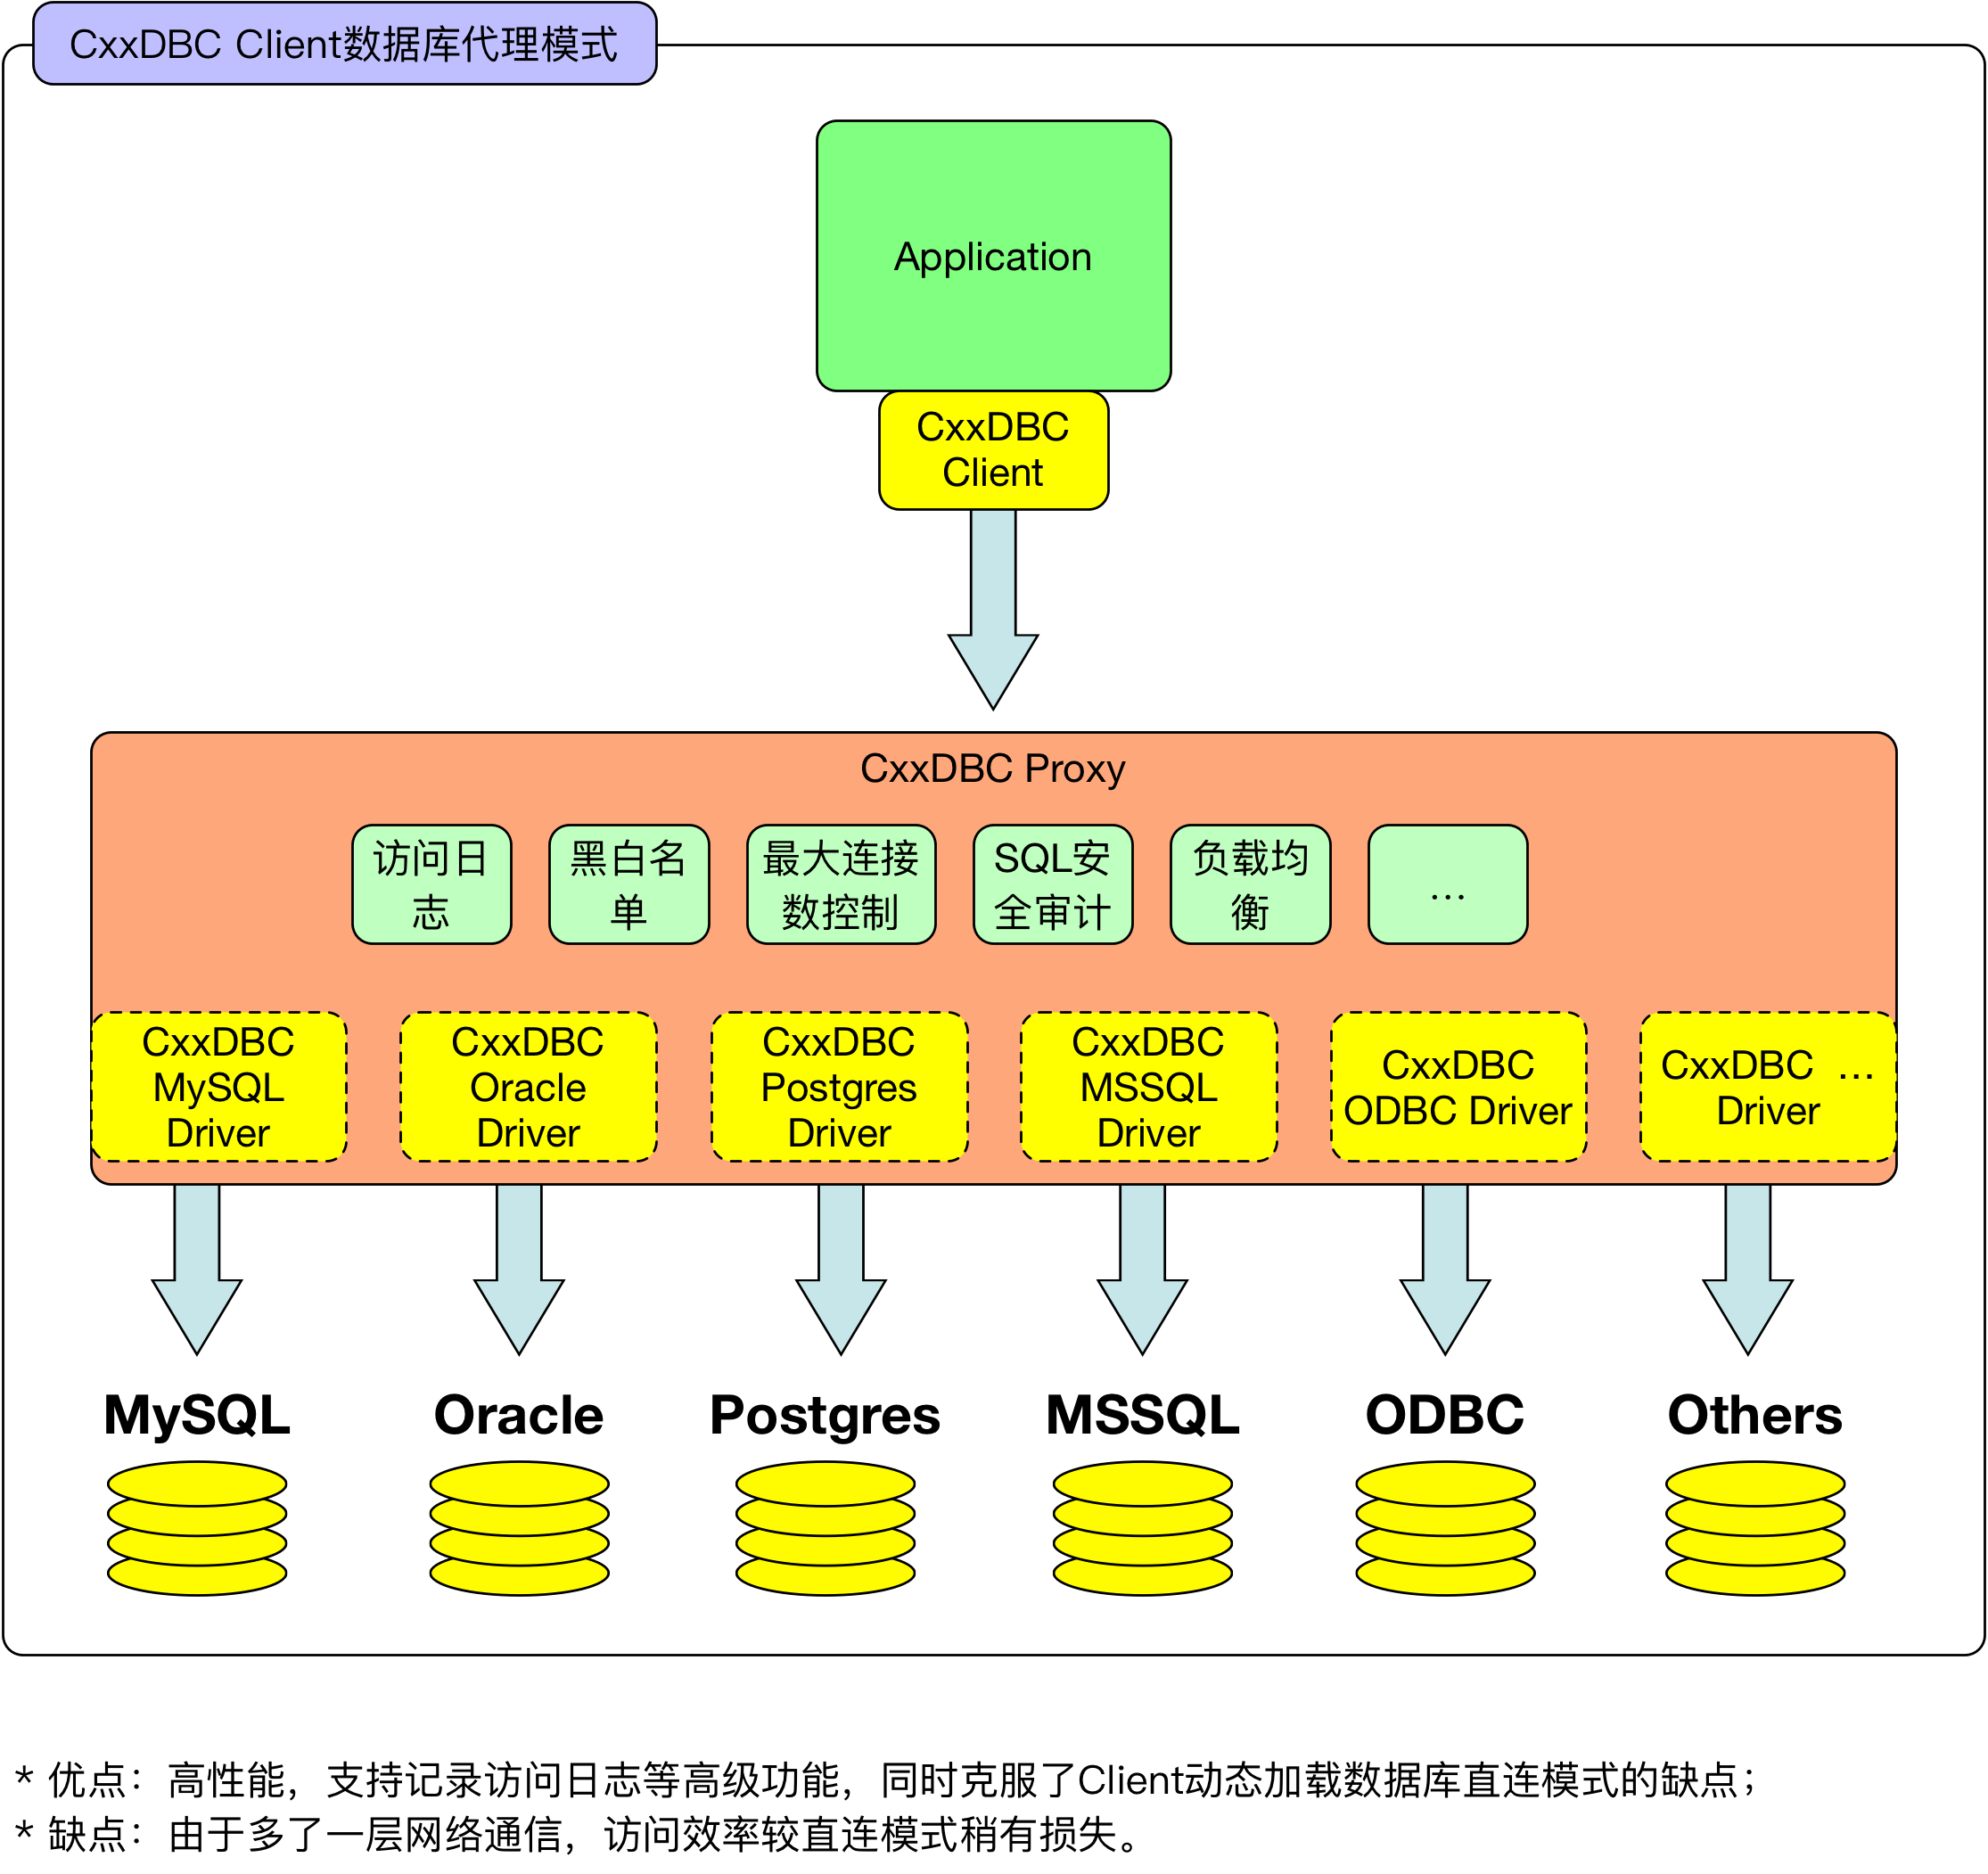 CxxDBC Client数据库代理模式
Application
CxxDBC
Client
CxxDBC Proxy
访问日
志
黑白名
单
最大连接
数控制
SQL安
全审计
负载均
衡
…
CxxDBC
MySQL
Driver
CxxDBC
Oracle
Driver
CxxDBC
Postgres
Driver
CxxDBC
MSSQL
Driver
CxxDBC
ODBC Driver
CxxDBC …
Driver
MySQL
Oracle
Postgres
MSSQL
ODBC
Others
* 优点：高性能，支持记录访问日志等高级功能，同时克服了Client动态加载数据库直连模式的缺点；
* 缺点：由于多了一层网络通信，访问效率较直连模式稍有损失。